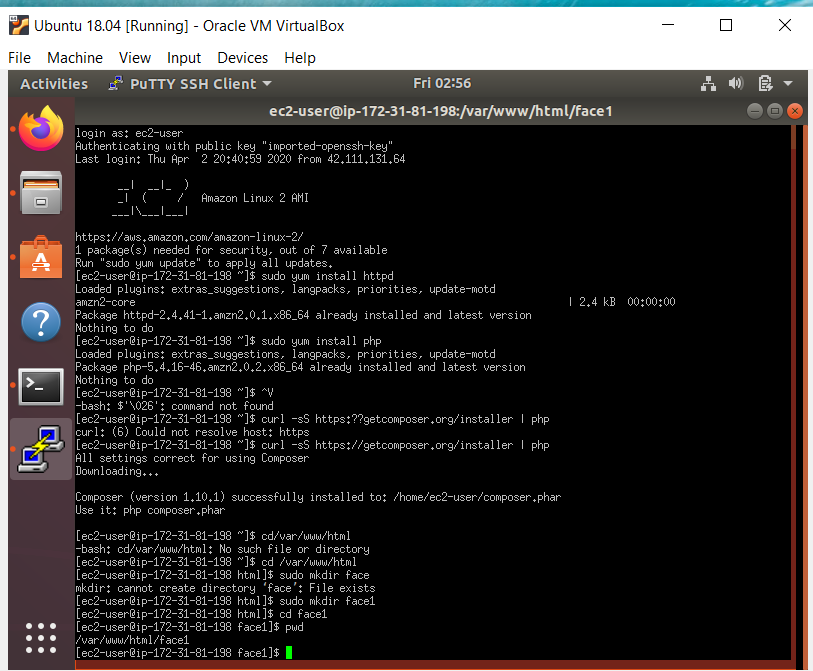 Ubuntu 18.04 [Running] - Oracle VM VirtualBox
File Machine View Input Devices Help
Activities PuTTY SSH Client Fri 02:56
ec2-user@ip-172-31-81-198:/var/www/html/face1
login as: ec2-user
Authenticating with public key "imported-openssh-key"
Last login: Thu Apr  2 20:40:59 2020 from 42.111.131.64
       __|  __|_  )
       _|  (     /   Amazon Linux 2 AMI
      ___|\___|___|
https://aws.amazon.com/amazon-linux-2/
1 package(s) needed for security, out of 7 available
Run "sudo yum update" to apply all updates.
[ec2-user@ip-172-31-81-198 ~]$ sudo yum install httpd
Loaded plugins: extras_suggestions, langpacks, priorities, update-motd
amzn2-core | 2.4 kB  00:00:00
Package httpd-2.4.41-1.amzn2.0.1.x86_64 already installed and latest version
Nothing to do
[ec2-user@ip-172-31-81-198 ~]$ sudo yum install php
Loaded plugins: extras_suggestions, langpacks, priorities, update-motd
Package php-5.4.16-46.amzn2.0.2.x86_64 already installed and latest version
Nothing to do
[ec2-user@ip-172-31-81-198 ~]$ ^V
-bash: $'\026': command not found
[ec2-user@ip-172-31-81-198 ~]$ curl -sS https:??getcomposer.org/installer | php
curl: (6) Could not resolve host: https
[ec2-user@ip-172-31-81-198 ~]$ curl -sS https://getcomposer.org/installer | php
All settings correct for using Composer
Downloading...
Composer (version 1.10.1) successfully installed to: /home/ec2-user/composer.phar
Use it: php composer.phar
[ec2-user@ip-172-31-81-198 ~]$ cd/var/www/html
-bash: cd/var/www/html: No such file or directory
[ec2-user@ip-172-31-81-198 ~]$ cd /var/www/html
[ec2-user@ip-172-31-81-198 html]$ sudo mkdir face
mkdir: cannot create directory ‘face’: File exists
[ec2-user@ip-172-31-81-198 html]$ sudo mkdir face1
[ec2-user@ip-172-31-81-198 html]$ cd face1
[ec2-user@ip-172-31-81-198 face1]$ pwd
/var/www/html/face1
[ec2-user@ip-172-31-81-198 face1]$